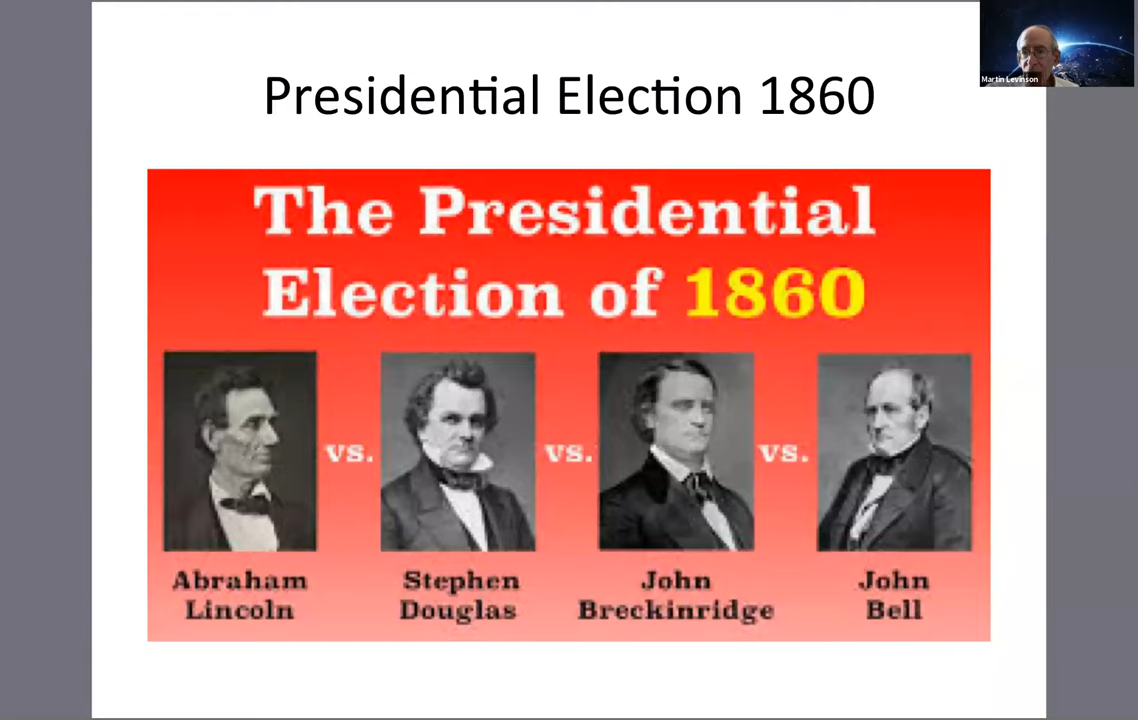 Presidential Election 1860
Martin Levinson
The Presidential
Election of 1860
vs. vs. vs.
Abraham
Lincoln
Stephen
Douglas
John
Breckinridge
John
Bell